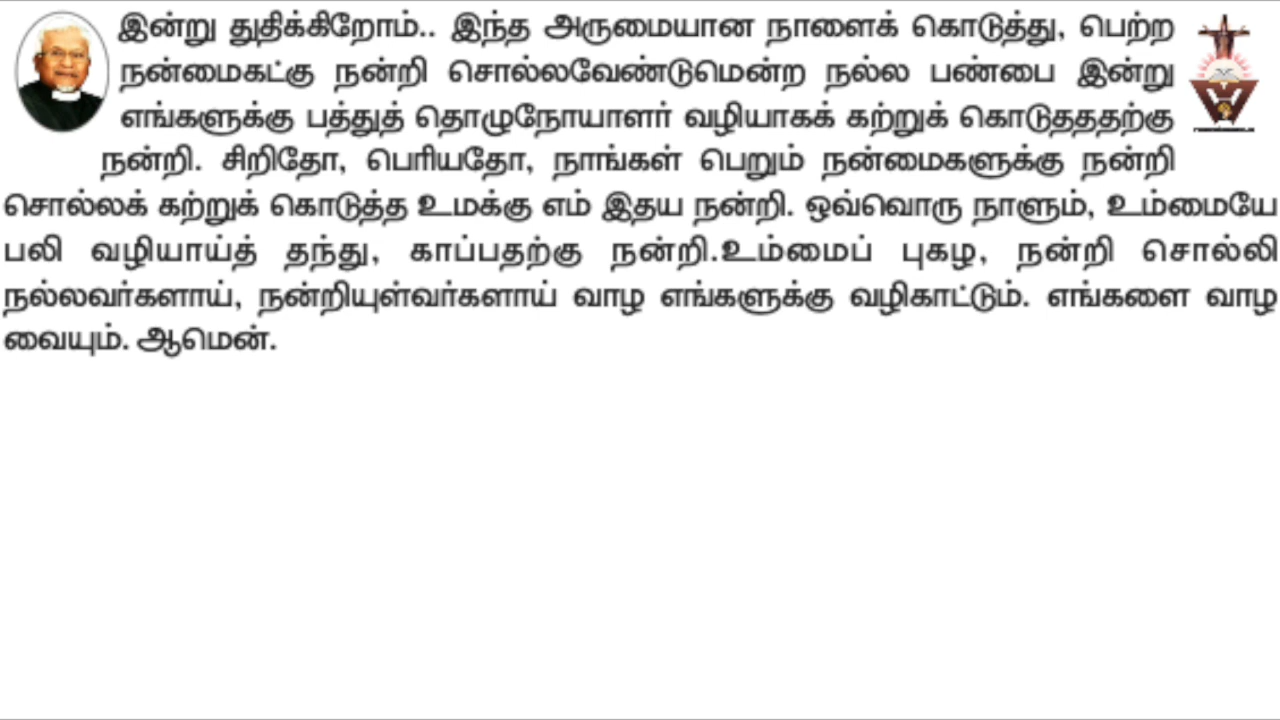 இன்று துதிக்கிறோம்.. இந்த அருமையான நாளைக் கொடுத்து, பெற்ற
நன்மைகட்கு நன்றி சொல்லவேண்டுமென்ற நல்ல பண்பை இன்று
எங்களுக்கு பத்துத் தொழுநோயாளர் வழியாகக் கற்றுக் கொடுதததற்கு
நன்றி. சிறிதோ, பெரியதோ, நாங்கள் பெறும் நன்மைகளுக்கு நன்றி
சொல்லக் கற்றுக் கொடுத்த உமக்கு எம் இதய நன்றி. ஒவ்வொரு நாளும், உம்மையே
பலி வழியாய்த் தந்து, காப்பதற்கு நன்றி.உம்மைப் புகழ, நன்றி சொல்லி
நல்லவர்களாய், நன்றியுள்வர்களாய் வாழ எங்களுக்கு வழிகாட்டும். எங்களை வாழ
வையும். ஆமென்.